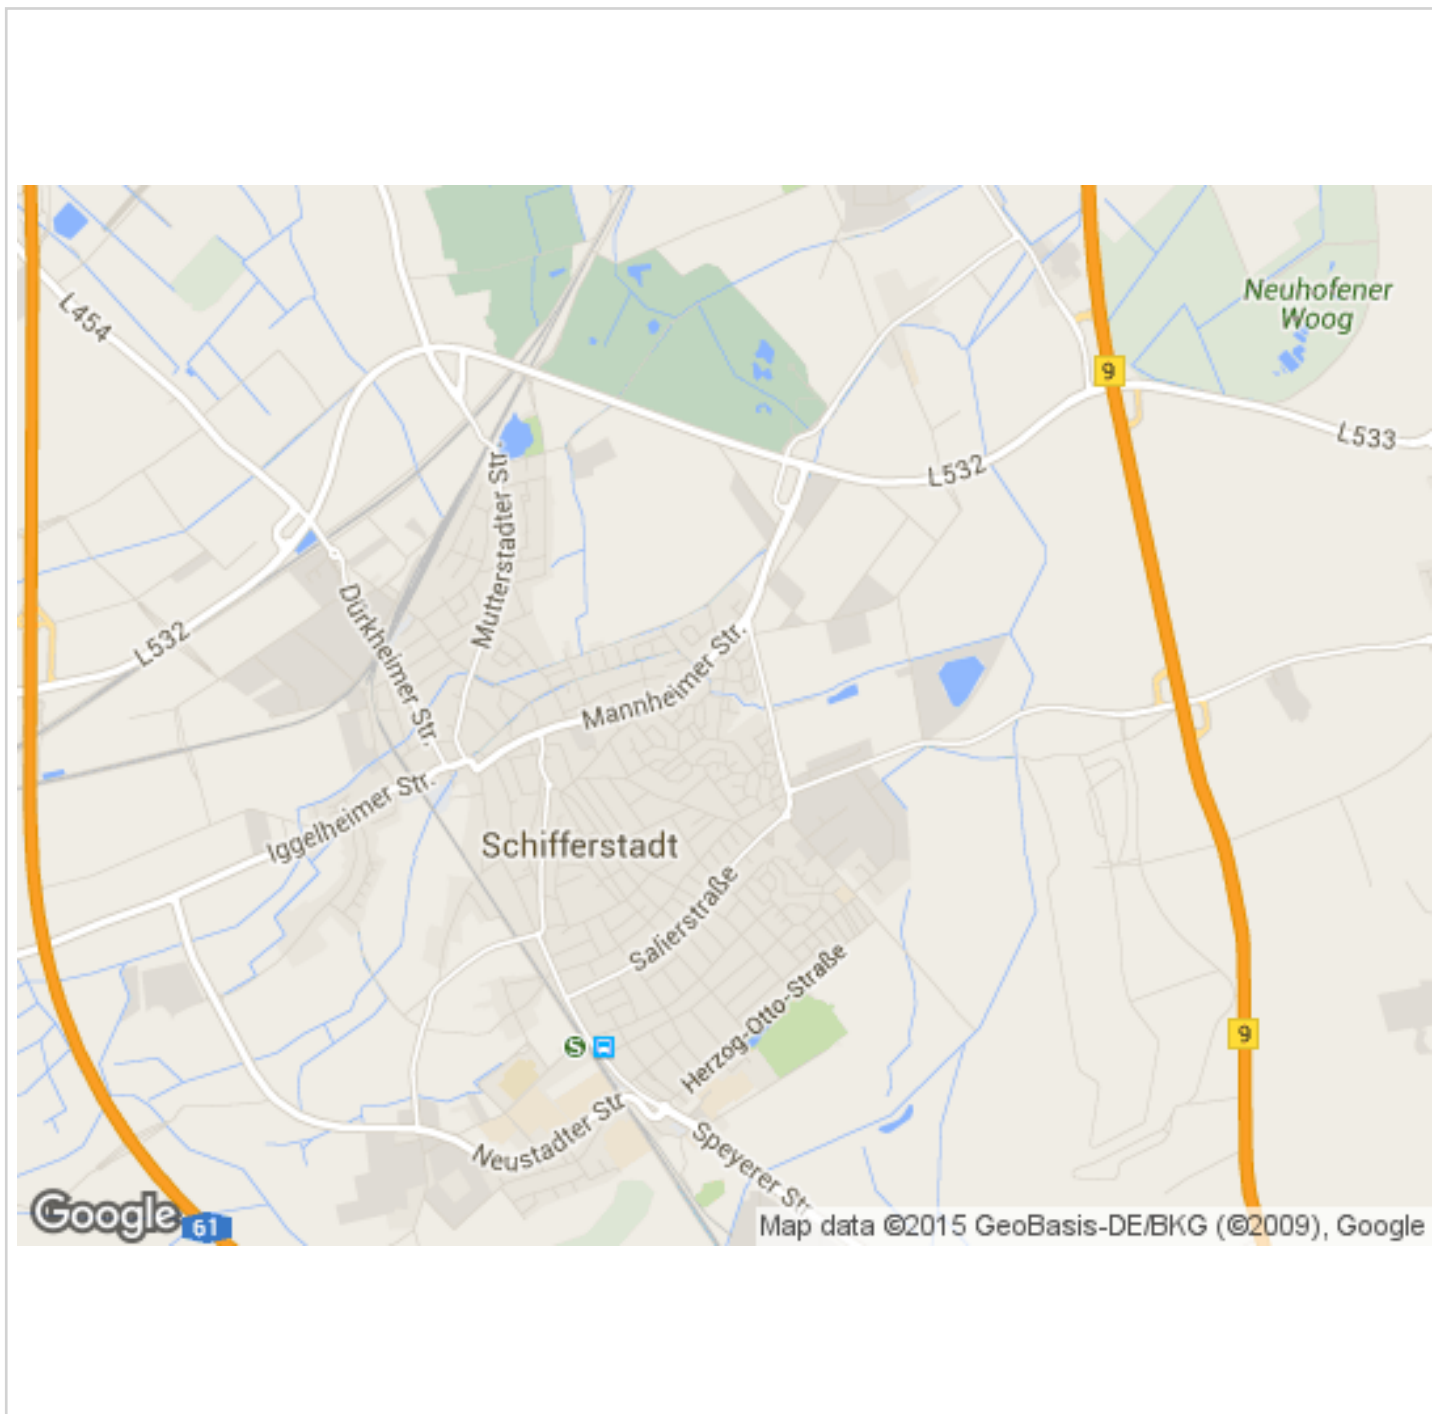 L454
Neuhofener
Woog
9
L533
L532
Mutterstadter Str.
Dürkheimer Str.
L532
Mannheimer Str.
Iggelheimer Str.
Schifferstadt
Salierstraße
Herzog-Otto-Straße
9
S
Neustadter Str
Speyerer Str.
Google
61
Map data ©2015 GeoBasis-DE/BKG (©2009), Google